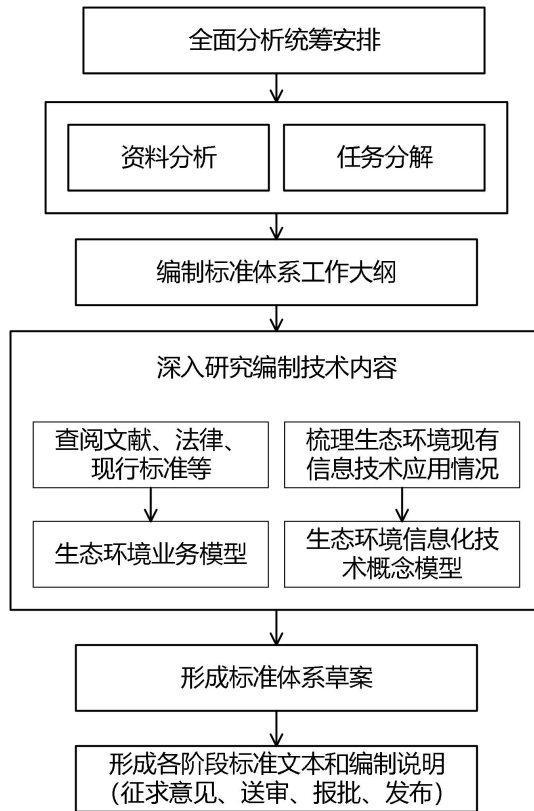 全面分析统筹安排
资料分析
任务分解
编制标准体系工作大纲
深入研究编制技术内容
查阅文献、法律、
现行标准等
梳理生态环境现有
信息技术应用情况
生态环境业务模型
生态环境信息化技
术概念模型
形成标准体系草案
形成各阶段标准文本和编制说明
（征求意见、送审、报批、发布）